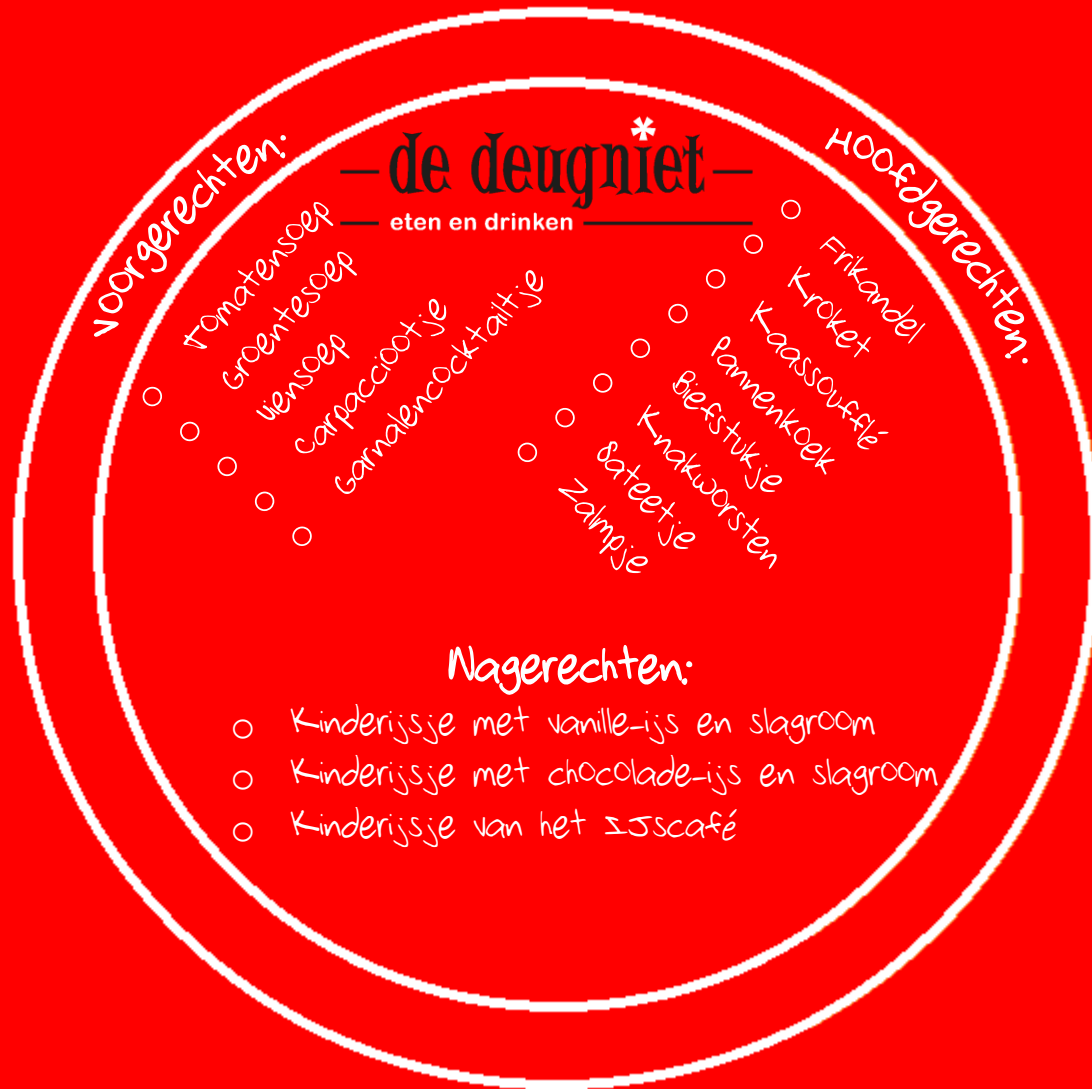 de deugniet
eten en drinken
Voorgerechten:
Tomatensoep
Groentesoep
Uiensoep
Carpacciootje
Garnalencocktailtje
Hoofdgerechten:
Frikandel
Kroket
Kaassoufflé
Pannenkoek
Biefstukje
Knakworsten
Sateetje
Zalmpje
Nagerechten:
Kinderijsje met vanille-ijs en slagroom
Kinderijsje met chocolade-ijs en slagroom
Kinderijsje van het IJscafé